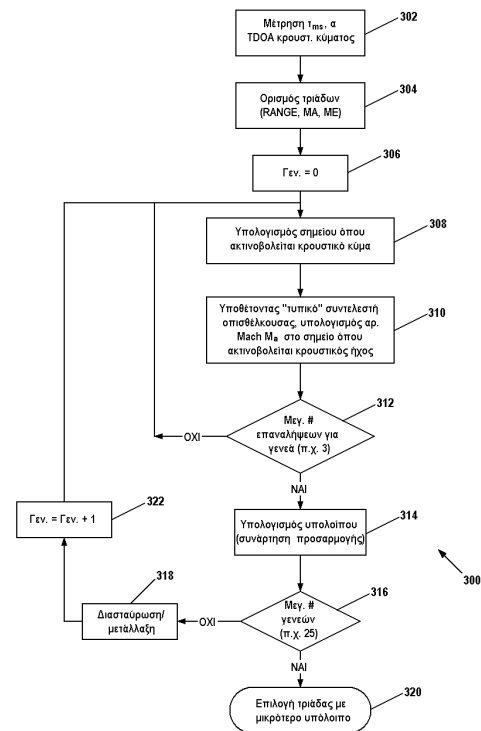 Μέτρηση τms, α
TDOA κρουστ. κύματος
302
Ορισμός τριάδων
(RANGE, MA, ME)
304
306
Γεν. = 0
Υπολογισμός σημείου όπου
ακτινοβολείται κρουστικό κύμα
308
Υποθέτοντας "τυπικό" συντελεστή
οπισθέλκουσας, υπολογισμός αρ.
Mach Ma στο σημείο όπου
ακτινοβολείται κρουστικός ήχος
310
312
Μεγ. #
επαναλήψεων για
γενεά (π.χ. 3)
ΟΧΙ
ΝΑΙ
322
Γεν. = Γεν. + 1
Υπολογισμός υπολοίπου
(συνάρτηση προσαρμογής)
314
318
Διασταύρωση/
μετάλλαξη
ΟΧΙ
Μεγ. #
γενεών
(π.χ. 25)
316
300
ΝΑΙ
Επιλογή τριάδας με
μικρότερο υπόλοιπο
320